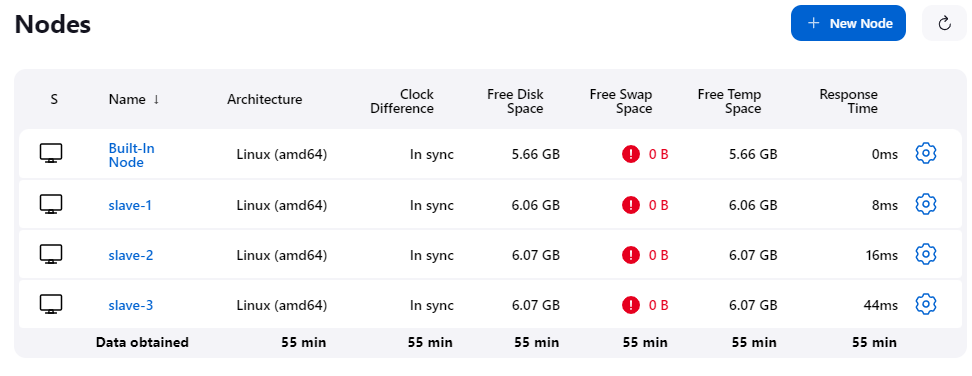 Nodes
+ New Node
S Name ↓ Architecture Clock Difference Free Disk Space Free Swap Space Free Temp Space Response Time
Built-In Node Linux (amd64) In sync 5.66 GB ! 0 B 5.66 GB 0ms
slave-1 Linux (amd64) In sync 6.06 GB ! 0 B 6.06 GB 8ms
slave-2 Linux (amd64) In sync 6.07 GB ! 0 B 6.07 GB 16ms
slave-3 Linux (amd64) In sync 6.07 GB ! 0 B 6.07 GB 44ms
Data obtained 55 min 55 min 55 min 55 min 55 min 55 min